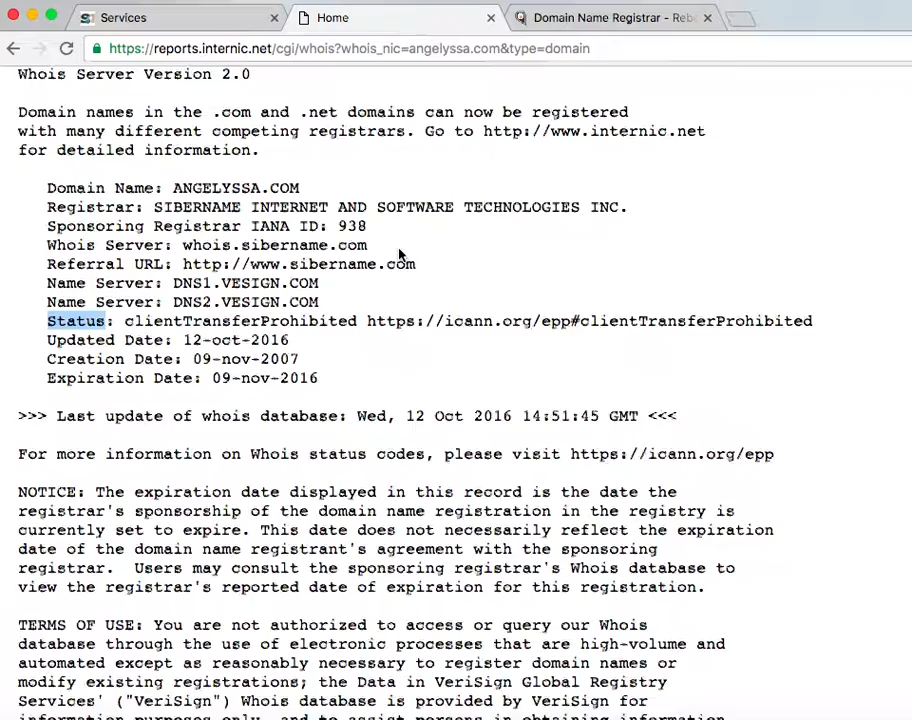 Services
Home
Domain Name Registrar - Reb
https://reports.internic.net/cgi/whois?whois_nic=angelyssa.com&type=domain
Whois Server Version 2.0
Domain names in the .com and .net domains can now be registered
with many different competing registrars. Go to http://www.internic.net
for detailed information.
Domain Name: ANGELYSSA.COM
Registrar: SIBERNAME INTERNET AND SOFTWARE TECHNOLOGIES INC.
Sponsoring Registrar IANA ID: 938
Whois Server: whois.sibername.com
Referral URL: http://www.sibername.com
Name Server: DNS1.VESIGN.COM
Name Server: DNS2.VESIGN.COM
Status: clientTransferProhibited https://icann.org/epp#clientTransferProhibited
Updated Date: 12-oct-2016
Creation Date: 09-nov-2007
Expiration Date: 09-nov-2016
>>> Last update of whois database: Wed, 12 Oct 2016 14:51:45 GMT <<<
For more information on Whois status codes, please visit https://icann.org/epp
NOTICE: The expiration date displayed in this record is the date the
registrar's sponsorship of the domain name registration in the registry is
currently set to expire. This date does not necessarily reflect the expiration
date of the domain name registrant's agreement with the sponsoring
registrar.  Users may consult the sponsoring registrar's Whois database to
view the registrar's reported date of expiration for this registration.
TERMS OF USE: You are not authorized to access or query our Whois
database through the use of electronic processes that are high-volume and
automated except as reasonably necessary to register domain names or
modify existing registrations; the Data in VeriSign Global Registry
Services' ("VeriSign") Whois database is provided by VeriSign for
information purposes only, and to assist persons in obtaining information